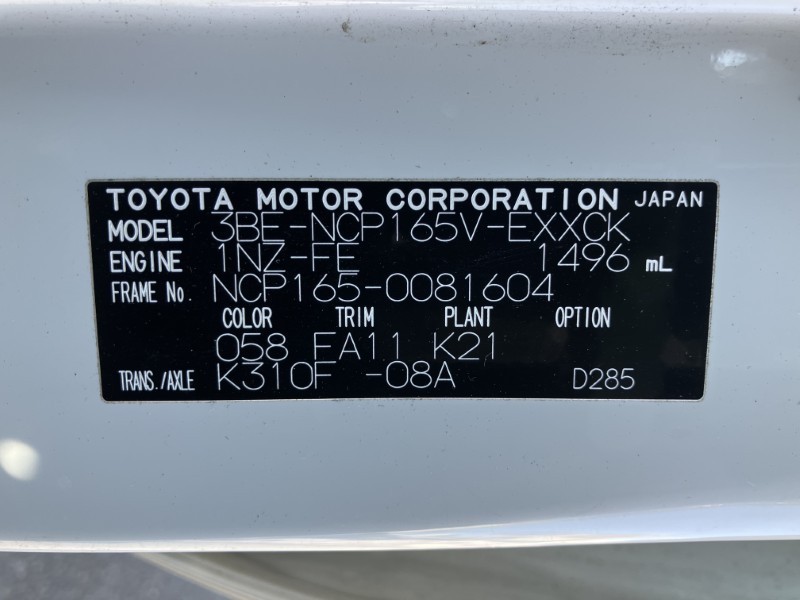 TOYOTA MOTOR CORPORATION JAPAN
MODEL 3BE-NCP165V-EXXCK
ENGINE 1NZ-FE 1496 mL
FRAME No. NCP165-0081604
COLOR TRIM PLANT OPTION
058 FA11 K21
TRANS./AXLE K310F -08A D285